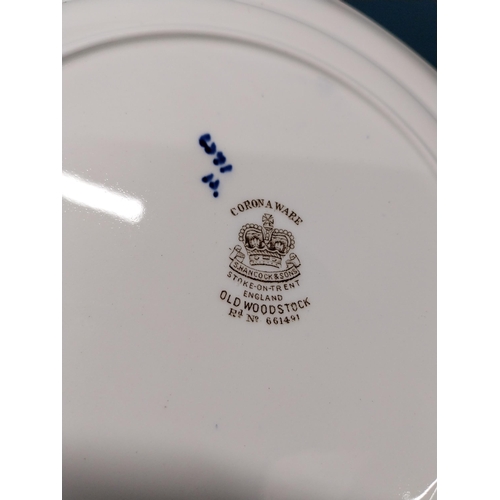 CORONA WARE
S. HANCOCK & SONS
STOKE-ON-TRENT
ENGLAND
OLD WOODSTOCK
Rd No 661491